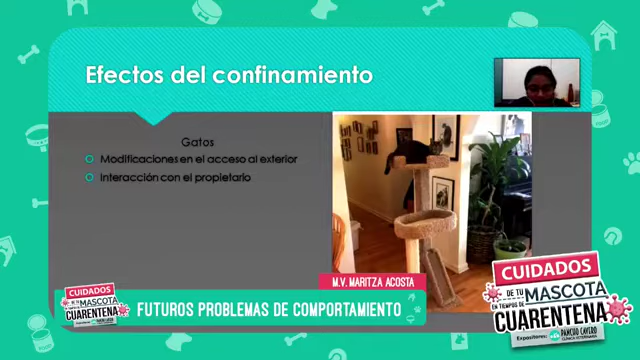 Efectos del confinamiento
Gatos
Modificaciones en el acceso al exterior
Interacción con el propietario
M.V. MARITZA ACOSTA
FUTUROS PROBLEMAS DE COMPORTAMIENTO
CUIDADOS
DE TU
MASCOTA
EN TIEMPOS DE
CUARENTENA
CUIDADOS
DE TU
MASCOTA
EN TIEMPOS DE
CUARENTENA
Expositores:
PANCHO CAVERO
CLÍNICA VETERINARIA